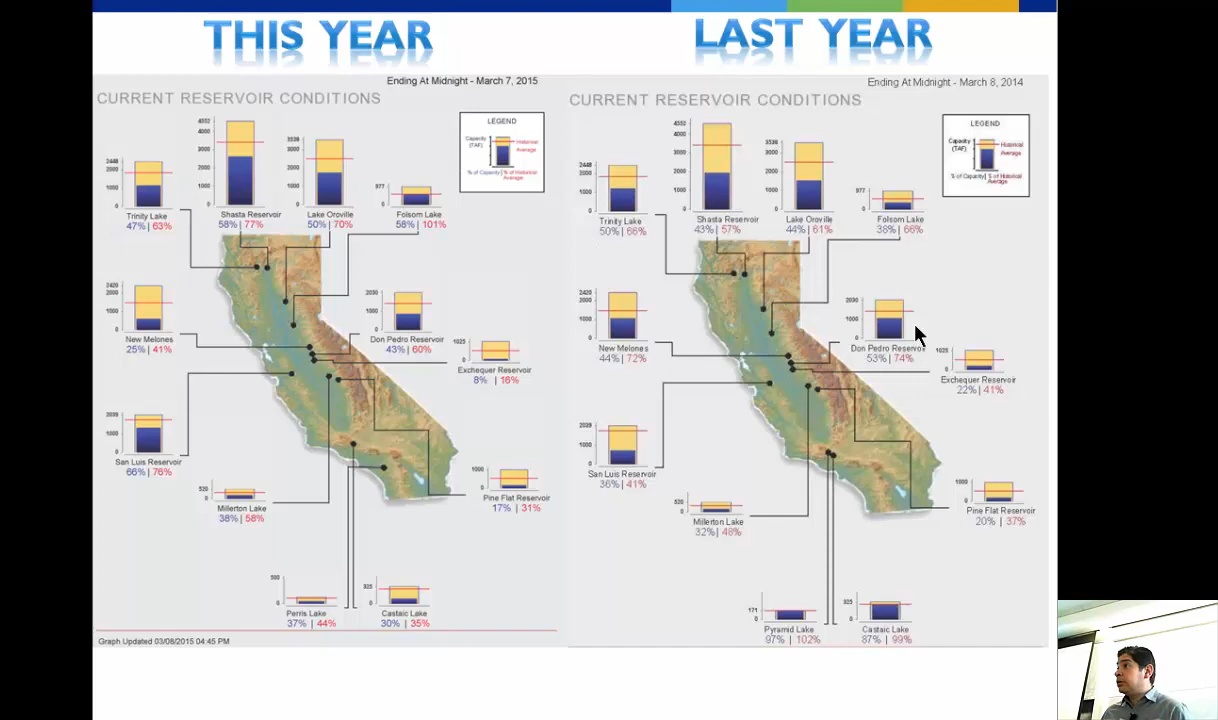 THIS YEAR
LAST YEAR
Ending At Midnight - March 7, 2015
CURRENT RESERVOIR CONDITIONS
LEGEND
Capacity
(TAF)
Historical
Average
% of Capacity | % of Historical
Average
Trinity Lake
47% | 63%
Shasta Reservoir
58% | 77%
Lake Oroville
50% | 70%
Folsom Lake
58% | 101%
New Melones
25% | 41%
Don Pedro Reservoir
43% | 60%
Exchequer Reservoir
8% | 16%
San Luis Reservoir
66% | 76%
Millerton Lake
38% | 58%
Pine Flat Reservoir
17% | 31%
Perris Lake
37% | 44%
Castaic Lake
30% | 35%
Graph Updated 03/08/2015 04:45 PM
Ending At Midnight - March 8, 2014
CURRENT RESERVOIR CONDITIONS
LEGEND
Capacity
(TAF)
Historical
Average
% of Capacity | % of Historical
Average
Trinity Lake
50% | 66%
Shasta Reservoir
43% | 57%
Lake Oroville
44% | 61%
Folsom Lake
38% | 66%
New Melones
44% | 72%
Don Pedro Reservoir
53% | 74%
Exchequer Reservoir
22% | 41%
San Luis Reservoir
36% | 41%
Millerton Lake
32% | 48%
Pine Flat Reservoir
20% | 37%
Pyramid Lake
97% | 102%
Castaic Lake
87% | 99%